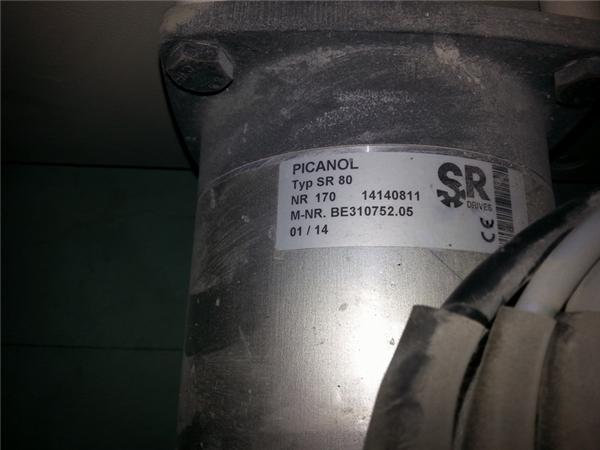 PICANOL
Typ SR 80
NR 170 14140811
M-NR. BE310752.05
01 / 14
SR
DRIVES
CE